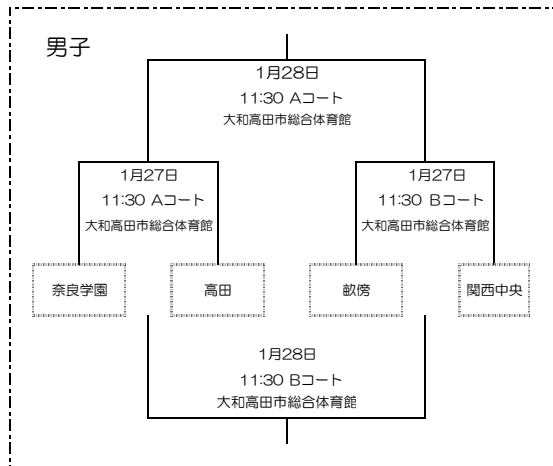 男子
1月28日
11:30 Aコート
大和高田市総合体育館
1月27日
11:30 Aコート
大和高田市総合体育館
1月27日
11:30 Bコート
大和高田市総合体育館
奈良学園
高田
畝傍
関西中央
1月28日
11:30 Bコート
大和高田市総合体育館